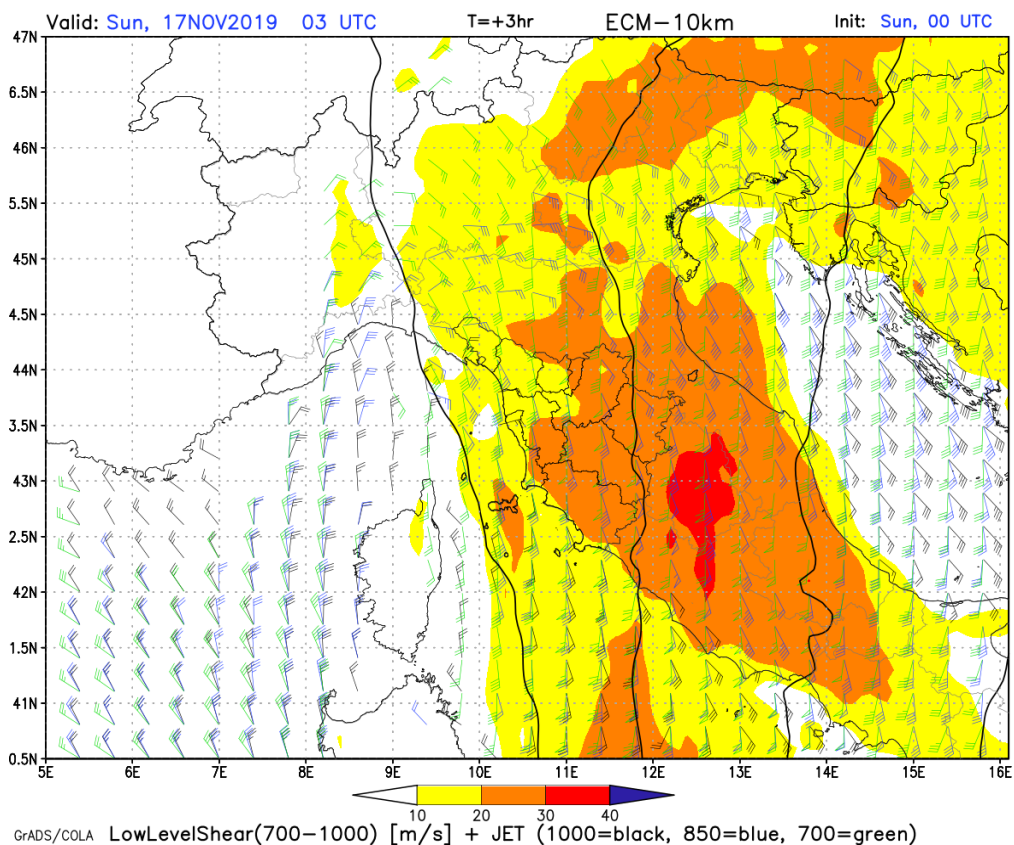 Valid: Sun, 17NOV2019 03 UTC T=+3hr ECM-10km Init: Sun, 00 UTC
47N
6.5N
46N
5.5N
45N
4.5N
44N
3.5N
43N
2.5N
42N
1.5N
41N
0.5N
5E 6E 7E 8E 9E 10E 11E 12E 13E 14E 15E 16E
10 20 30 40
GrADS/COLA LowLevelShear(700-1000) [m/s] + JET (1000=black, 850=blue, 700=green)